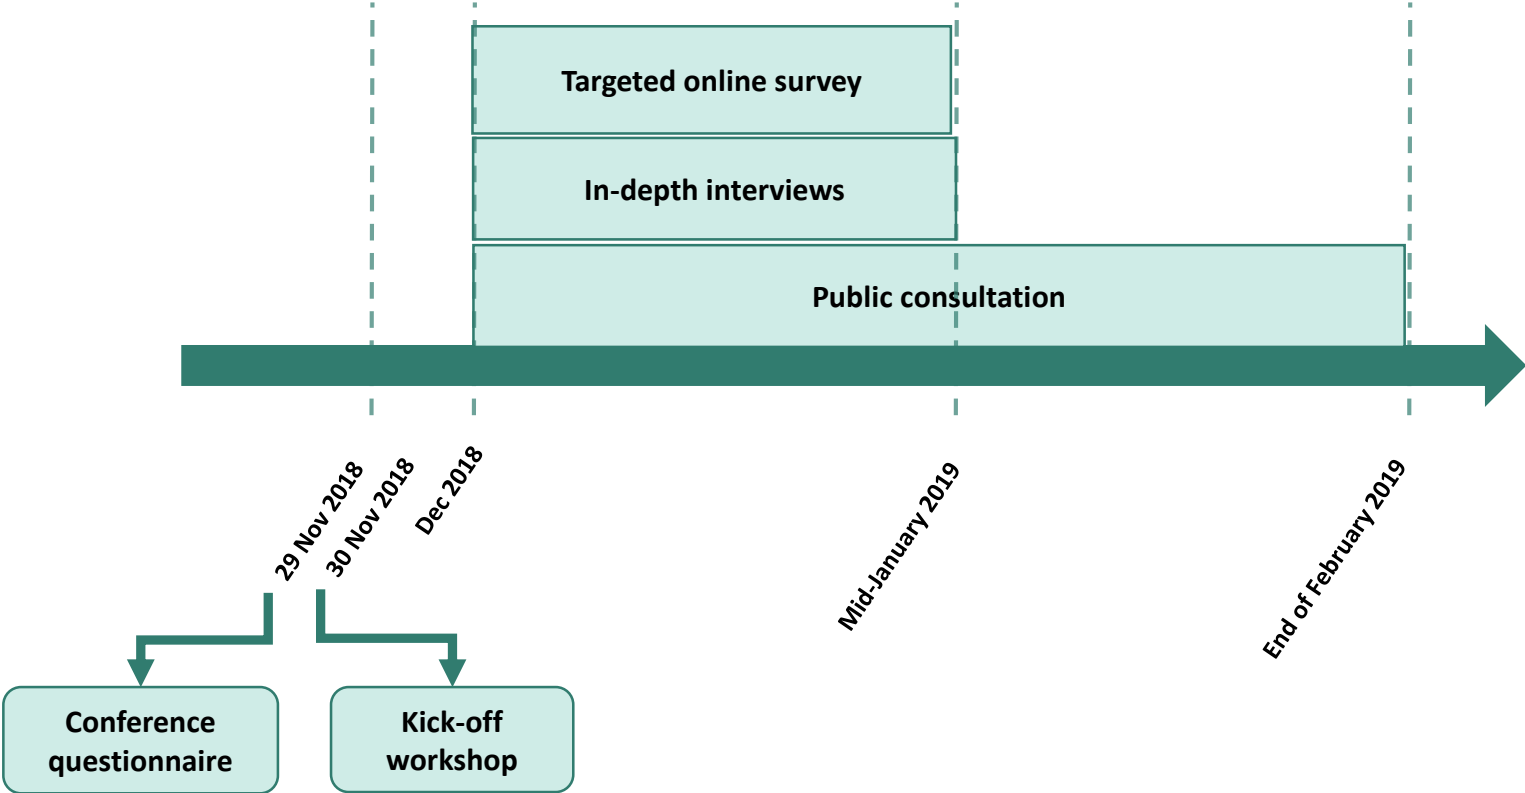 Targeted online survey
In-depth interviews
Public consultation
29 Nov 2018
30 Nov 2018
Dec 2018
Mid-January 2019
End of February 2019
Conference
questionnaire
Kick-off
workshop